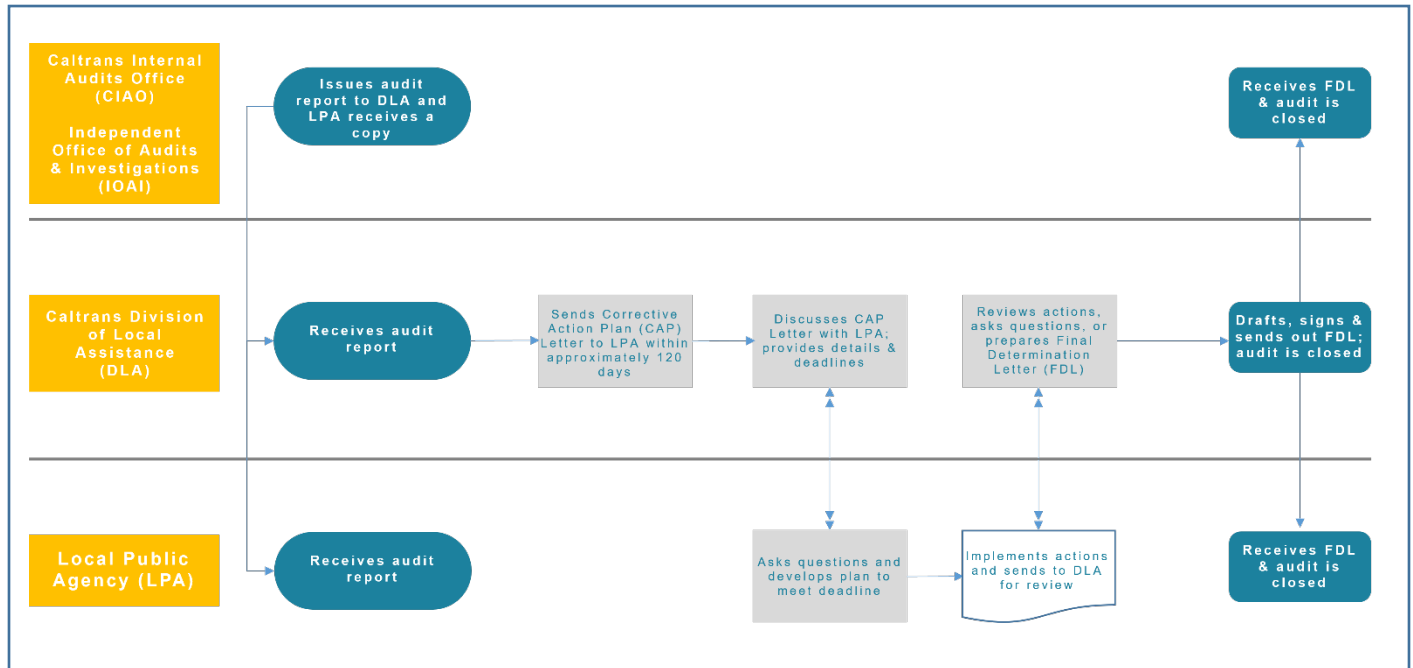 Caltrans Internal
Audits Office
(CIAO)
Independent
Office of Audits
& Investigations
(IOAI)
Issues audit
report to DLA and
LPA receives a
copy
Receives FDL
& audit is
closed
Caltrans Division
of Local
Assistance
(DLA)
Receives audit
report
Sends Corrective
Action Plan (CAP)
Letter to LPA within
approximately 120
days
Discusses CAP
Letter with LPA;
provides details &
deadlines
Reviews actions,
asks questions, or
prepares Final
Determination
Letter (FDL)
Drafts, signs &
sends out FDL;
audit is closed
Local Public
Agency (LPA)
Receives audit
report
Asks questions and
develops plan to
meet deadline
Implements actions
and sends to DLA
for review
Receives FDL
& audit is
closed